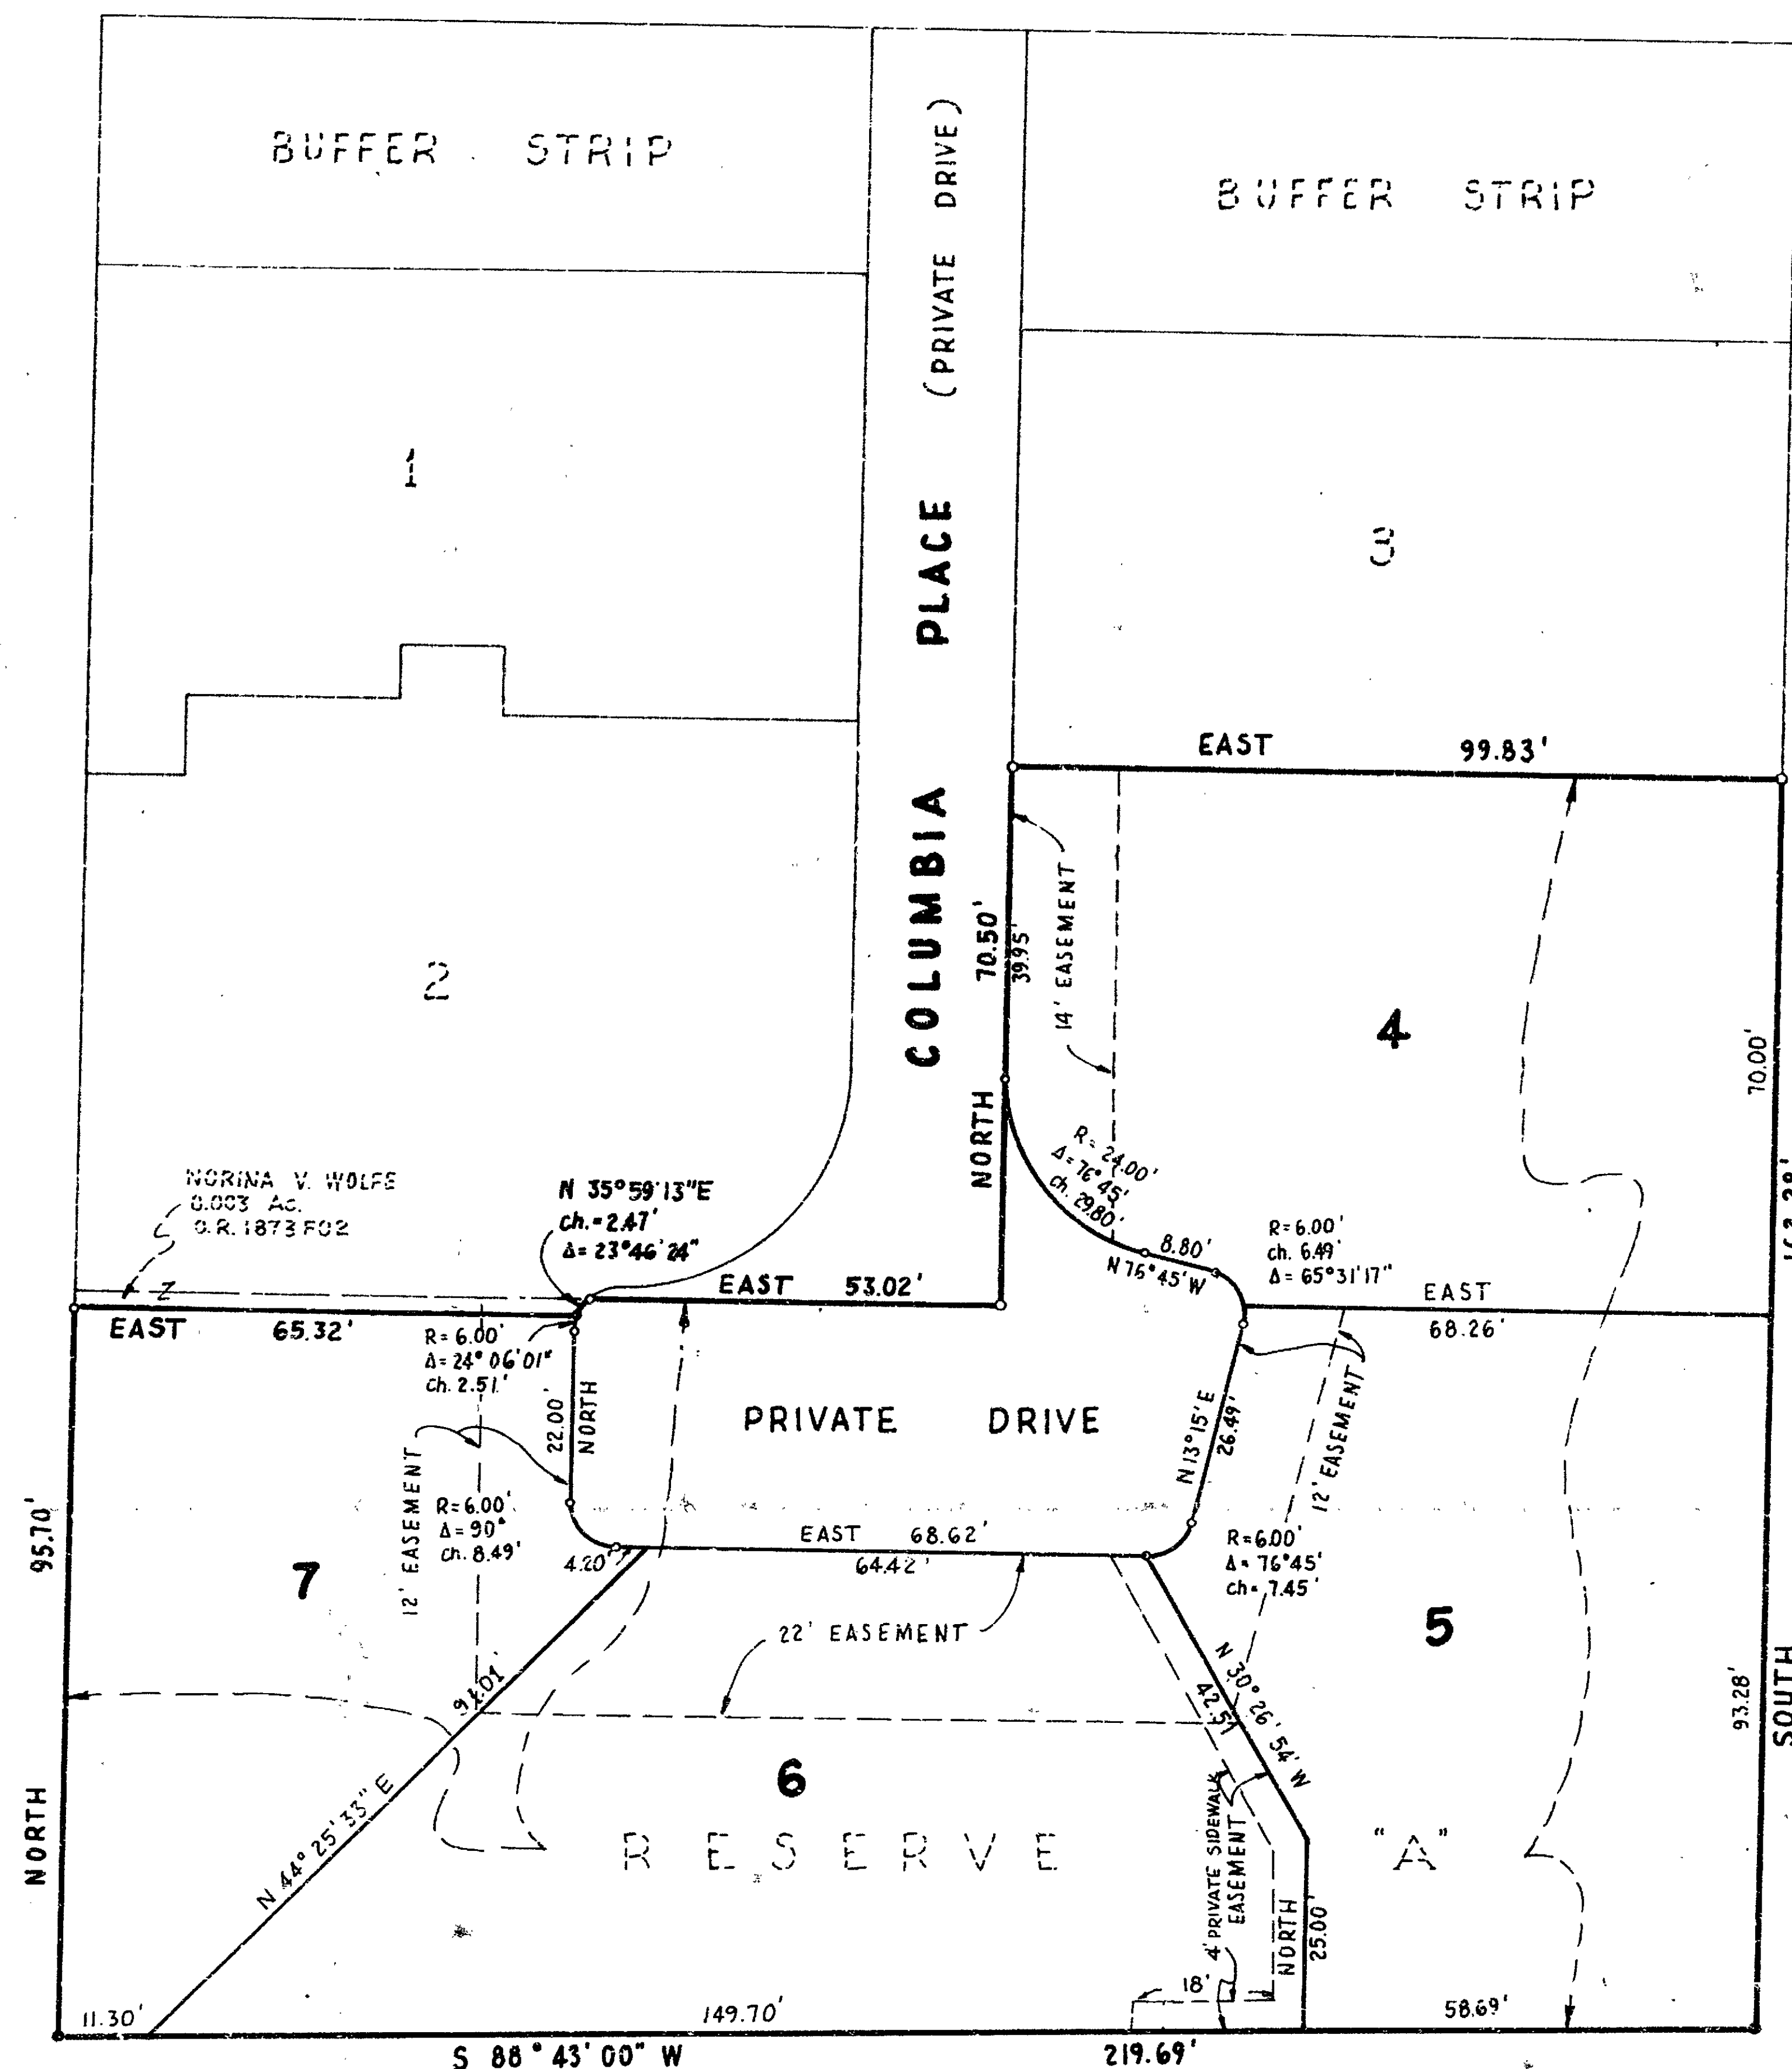 BUFFER STRIP
BUFFER STRIP
COLUMBIA PLACE (PRIVATE DRIVE)
1
3
EAST 99.83'
2
70.50'
39.95'
NORTH
14' EASEMENT
4
70.00'
NORINA V. WOLFE
0.003 Ac.
O.R. 1873 F02
N 35°59'13"E
ch.=2.47'
Δ=23°46'24"
R=24.00'
Δ=76°45'
ch. 29.80'
8.80'
N 76°45'W
R=6.00'
ch. 6.49'
Δ=65°31'17"
EAST 53.02'
EAST 65.32'
EAST
68.26'
R=6.00'
Δ=24°06'01"
ch. 2.51'
22.00'
NORTH
PRIVATE DRIVE
N 13°15'E
26.49'
12' EASEMENT
12' EASEMENT
R=6.00'
Δ=90°
ch. 8.49'
EAST 68.62'
4.20'
64.42'
R=6.00'
Δ=76°45'
ch.=7.45'
95.70'
NORTH
7
22' EASEMENT
5
N 30°26'54"W
42.51'
93.28'
SOUTH
N 44°25'33" E
6
RESERVE "A"
4' PRIVATE SIDEWALK
EASEMENT
NORTH
25.00'
18'
11.30'
149.70'
58.69'
S 88°43'00" W 219.69'